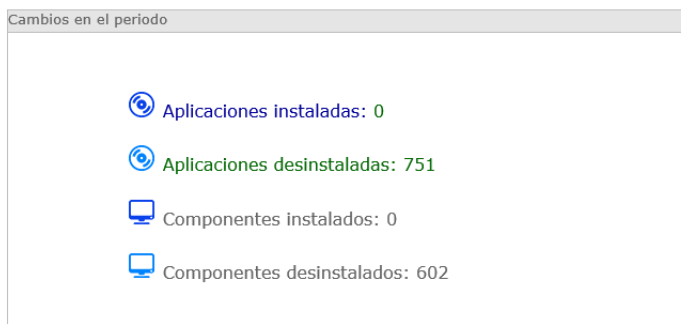 Cambios en el periodo
Aplicaciones instaladas: 0
Aplicaciones desinstaladas: 751
Componentes instalados: 0
Componentes desinstalados: 602